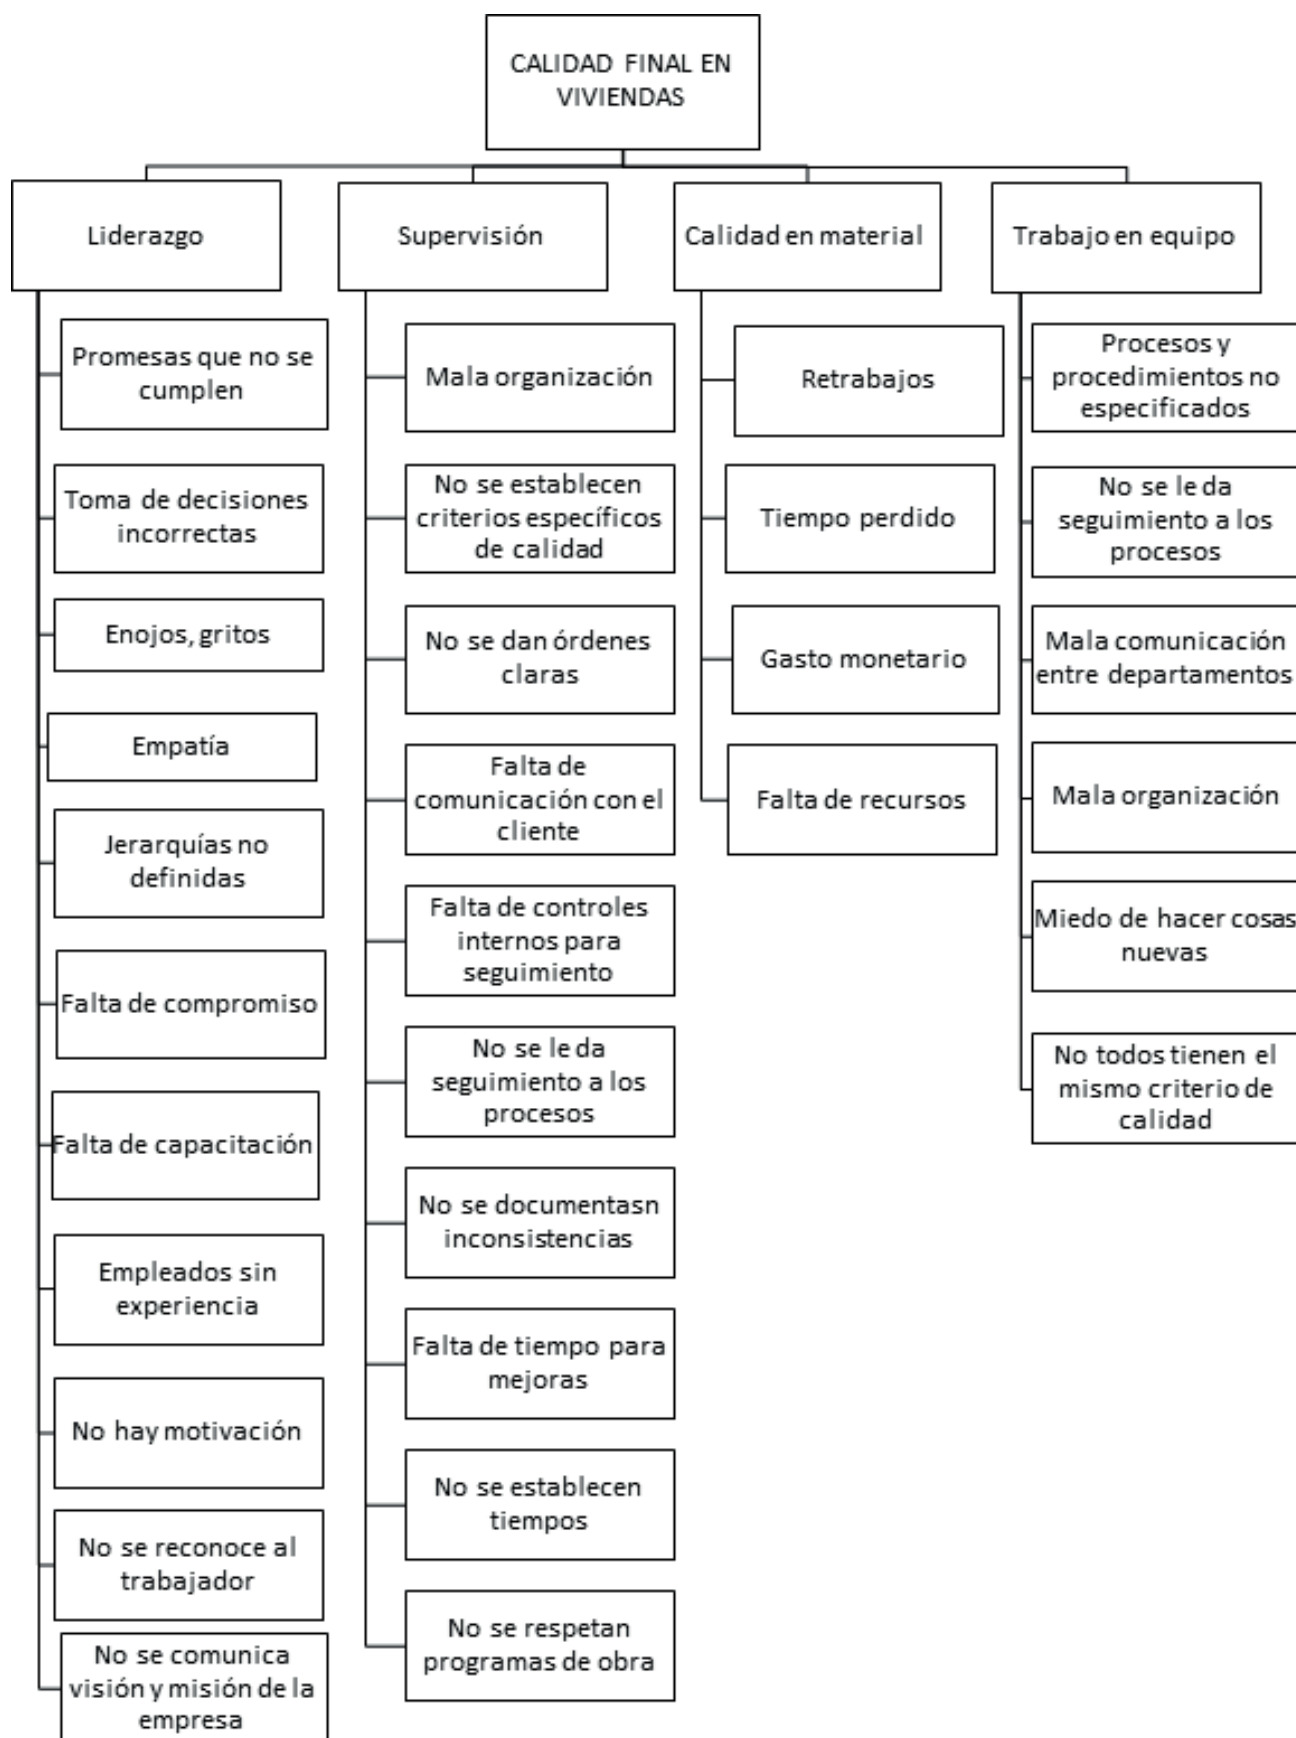 CALIDAD FINAL EN
VIVIENDAS
Liderazgo
Promesas que no se
cumplen
Toma de decisiones
incorrectas
Enojos, gritos
Empatía
Jerarquías no
definidas
Falta de compromiso
Falta de capacitación
Empleados sin
experiencia
No hay motivación
No se reconoce al
trabajador
No se comunica
visión y misión de la
empresa
Supervisión
Mala organización
No se establecen
criterios específicos
de calidad
No se dan órdenes
claras
Falta de
comunicación con el
cliente
Falta de controles
internos para
seguimiento
No se le da
seguimiento a los
procesos
No se documentasn
inconsistencias
Falta de tiempo para
mejoras
No se establecen
tiempos
No se respetan
programas de obra
Calidad en material
Retrabajos
Tiempo perdido
Gasto monetario
Falta de recursos
Trabajo en equipo
Procesos y
procedimientos no
especificados
No se le da
seguimiento a los
procesos
Mala comunicación
entre departamentos
Mala organización
Miedo de hacer cosas
nuevas
No todos tienen el
mismo criterio de
calidad